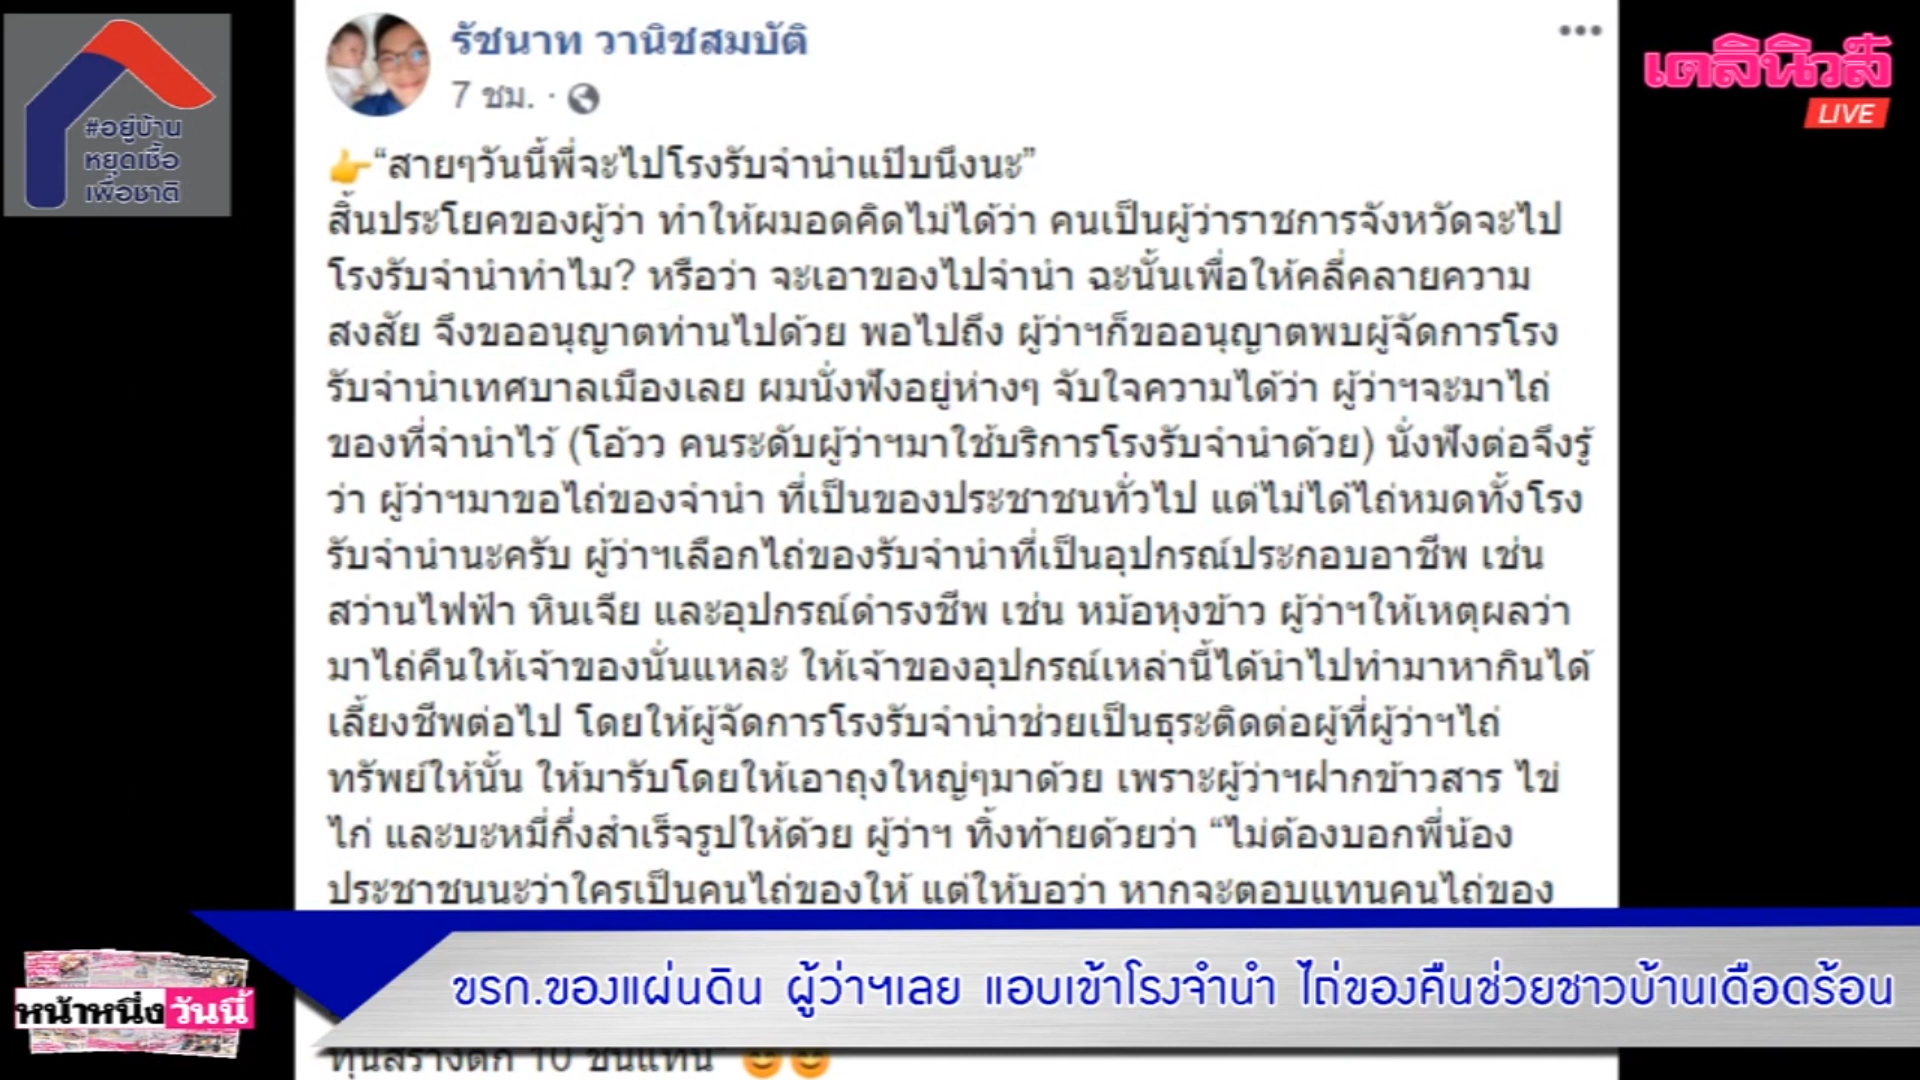 รัชนาท วานิชสมบัติ
7 ชม.
เดลินิวส์
LIVE
#อยู่บ้าน
หยุดเชื้อ
เพื่อชาติ
“สายๆวันนี้พี่จะไปโรงรับจำนำแป๊บนึงนะ”
สิ้นประโยคของผู้ว่า ทำให้ผมอดคิดไม่ได้ว่า คนเป็นผู้ว่าราชการจังหวัดจะไป
โรงรับจำนำทำไม? หรือว่า จะเอาของไปจำนำ ฉะนั้นเพื่อให้คลี่คลายความ
สงสัย จึงขออนุญาตท่านไปด้วย พอไปถึง ผู้ว่าฯก็ขออนุญาตพบผู้จัดการโรง
รับจำนำเทศบาลเมืองเลย ผมนั่งฟังอยู่ห่างๆ จับใจความได้ว่า ผู้ว่าฯจะมาไถ่
ของที่จำนำไว้ (โอ้วว คนระดับผู้ว่าฯมาใช้บริการโรงรับจำนำด้วย) นั่งฟังต่อจึงรู้
ว่า ผู้ว่าฯมาขอไถ่ของจำนำ ที่เป็นของประชาชนทั่วไป แต่ไม่ได้ไถ่หมดทั้งโรง
รับจำนำนะครับ ผู้ว่าฯเลือกไถ่ของรับจำนำที่เป็นอุปกรณ์ประกอบอาชีพ เช่น
สว่านไฟฟ้า หินเจีย และอุปกรณ์ดำรงชีพ เช่น หม้อหุงข้าว ผู้ว่าฯให้เหตุผลว่า
มาไถ่คืนให้เจ้าของนั่นแหละ ให้เจ้าของอุปกรณ์เหล่านี้ได้นำไปทำมาหากินได้
เลี้ยงชีพต่อไป โดยให้ผู้จัดการโรงรับจำนำช่วยเป็นธุระติดต่อผู้ที่ผู้ว่าฯไถ่
ทรัพย์ให้นั้น ให้มารับโดยให้เอาถุงใหญ่ๆมาด้วย เพราะผู้ว่าฯฝากข้าวสาร ไข่
ไก่ และบะหมี่กึ่งสำเร็จรูปให้ด้วย ผู้ว่าฯ ทิ้งท้ายด้วยว่า “ไม่ต้องบอกพี่น้อง
ประชาชนนะว่าใครเป็นคนไถ่ของให้ แต่ให้บอว่า หากจะตอบแทนคนไถ่ของ
ขรก.ของแผ่นดิน ผู้ว่าฯเลย แอบเข้าโรงจำนำ ไถ่ของคืนช่วยชาวบ้านเดือดร้อน
หน้าหนึ่งวันนี้
ทุนสร้างตึก 10 ชั้นแทน”